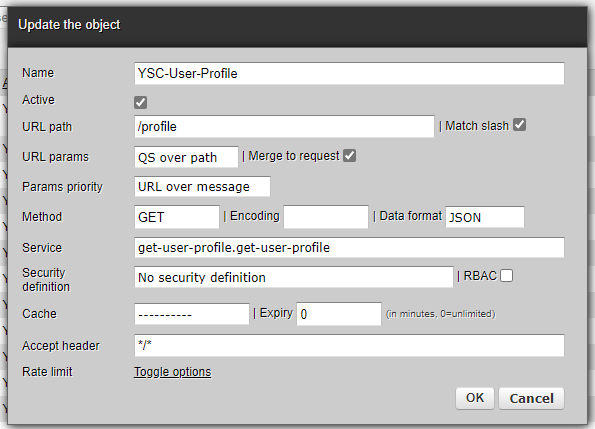 Update the object
Name YSC-User-Profile
Active
URL path /profile | Match slash
URL params QS over path | Merge to request
Params priority URL over message
Method GET | Encoding | Data format JSON
Service get-user-profile.get-user-profile
Security
definition No security definition | RBAC
Cache ---------- | Expiry 0 (in minutes, 0=unlimited)
Accept header */*
Rate limit Toggle options
OK Cancel